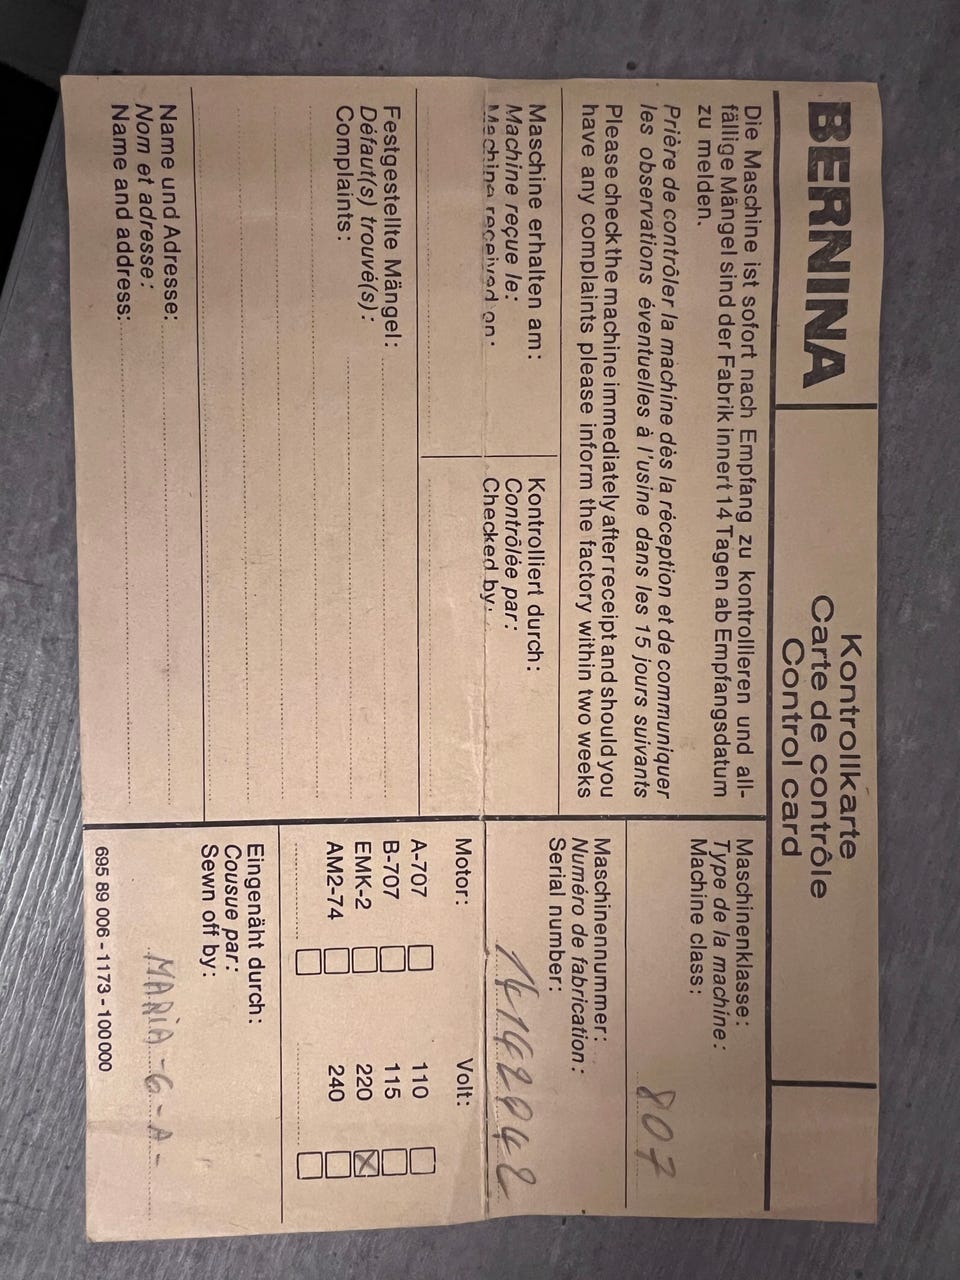 BERNINA
Kontrollkarte
Carte de contrôle
Control card
Die Maschine ist sofort nach Empfang zu kontrollieren und all-
fällige Mängel sind der Fabrik innert 14 Tagen ab Empfangsdatum
zu melden.
Prière de contrôler la machine dès la réception et de communiquer
les observations éventuelles à l'usine dans les 15 jours suivants
Please check the machine immediately after receipt and should you
have any complaints please inform the factory within two weeks
Maschine erhalten am:
Machine reçue le:
Machine received on:
Kontrolliert durch:
Contrôlée par:
Checked by:
Festgestellte Mängel:
Défaut(s) trouvé(s):
Complaints:
Name und Adresse:
Nom et adresse:
Name and address:
Maschinenklasse:
Type de la machine:
Machine class:
807
Maschinennummer:
Numéro de fabrication:
Serial number:
Motor: Volt:
A-707 110
B-707 115
EMK-2 220
AM2-74 240
Eingenäht durch:
Cousue par:
Sewn off by:
MARIA-G-A-
695 89 006 - 1173 - 100 000